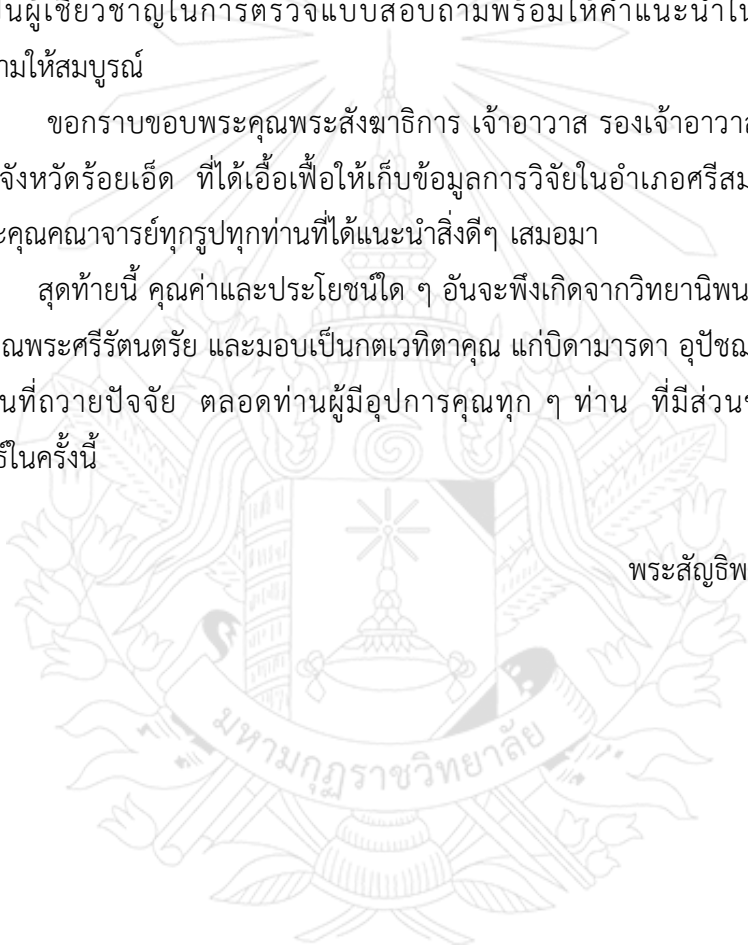 ป็นผู้เชี่ยวชาญในการตรวจแบบสอบถามพร้อมให้คำแนะนำใน
ามให้สมบูรณ์
ขอกราบขอบพระคุณพระสังฆาธิการ เจ้าอาวาส รองเจ้าอาวาส
จังหวัดร้อยเอ็ด ที่ได้เอื้อเฟื้อให้เก็บข้อมูลการวิจัยในอำเภอศรีสม
ะคุณคณาจารย์ทุกรูปทุกท่านที่ได้แนะนำสิ่งดีๆ เสมอมา
สุดท้ายนี้ คุณค่าและประโยชน์ใด ๆ อันจะพึงเกิดจากวิทยานิพน
ุณพระศรีรัตนตรัย และมอบเป็นกตเวทิตาคุณ แก่บิดามารดา อุปัชฌ
นที่ถวายปัจจัย ตลอดท่านผู้มีอุปการคุณทุก ๆ ท่าน ที่มีส่วนช
ธ์ในครั้งนี้
พระสัญธิพ
มหามกุฏราชวิทยาลัย